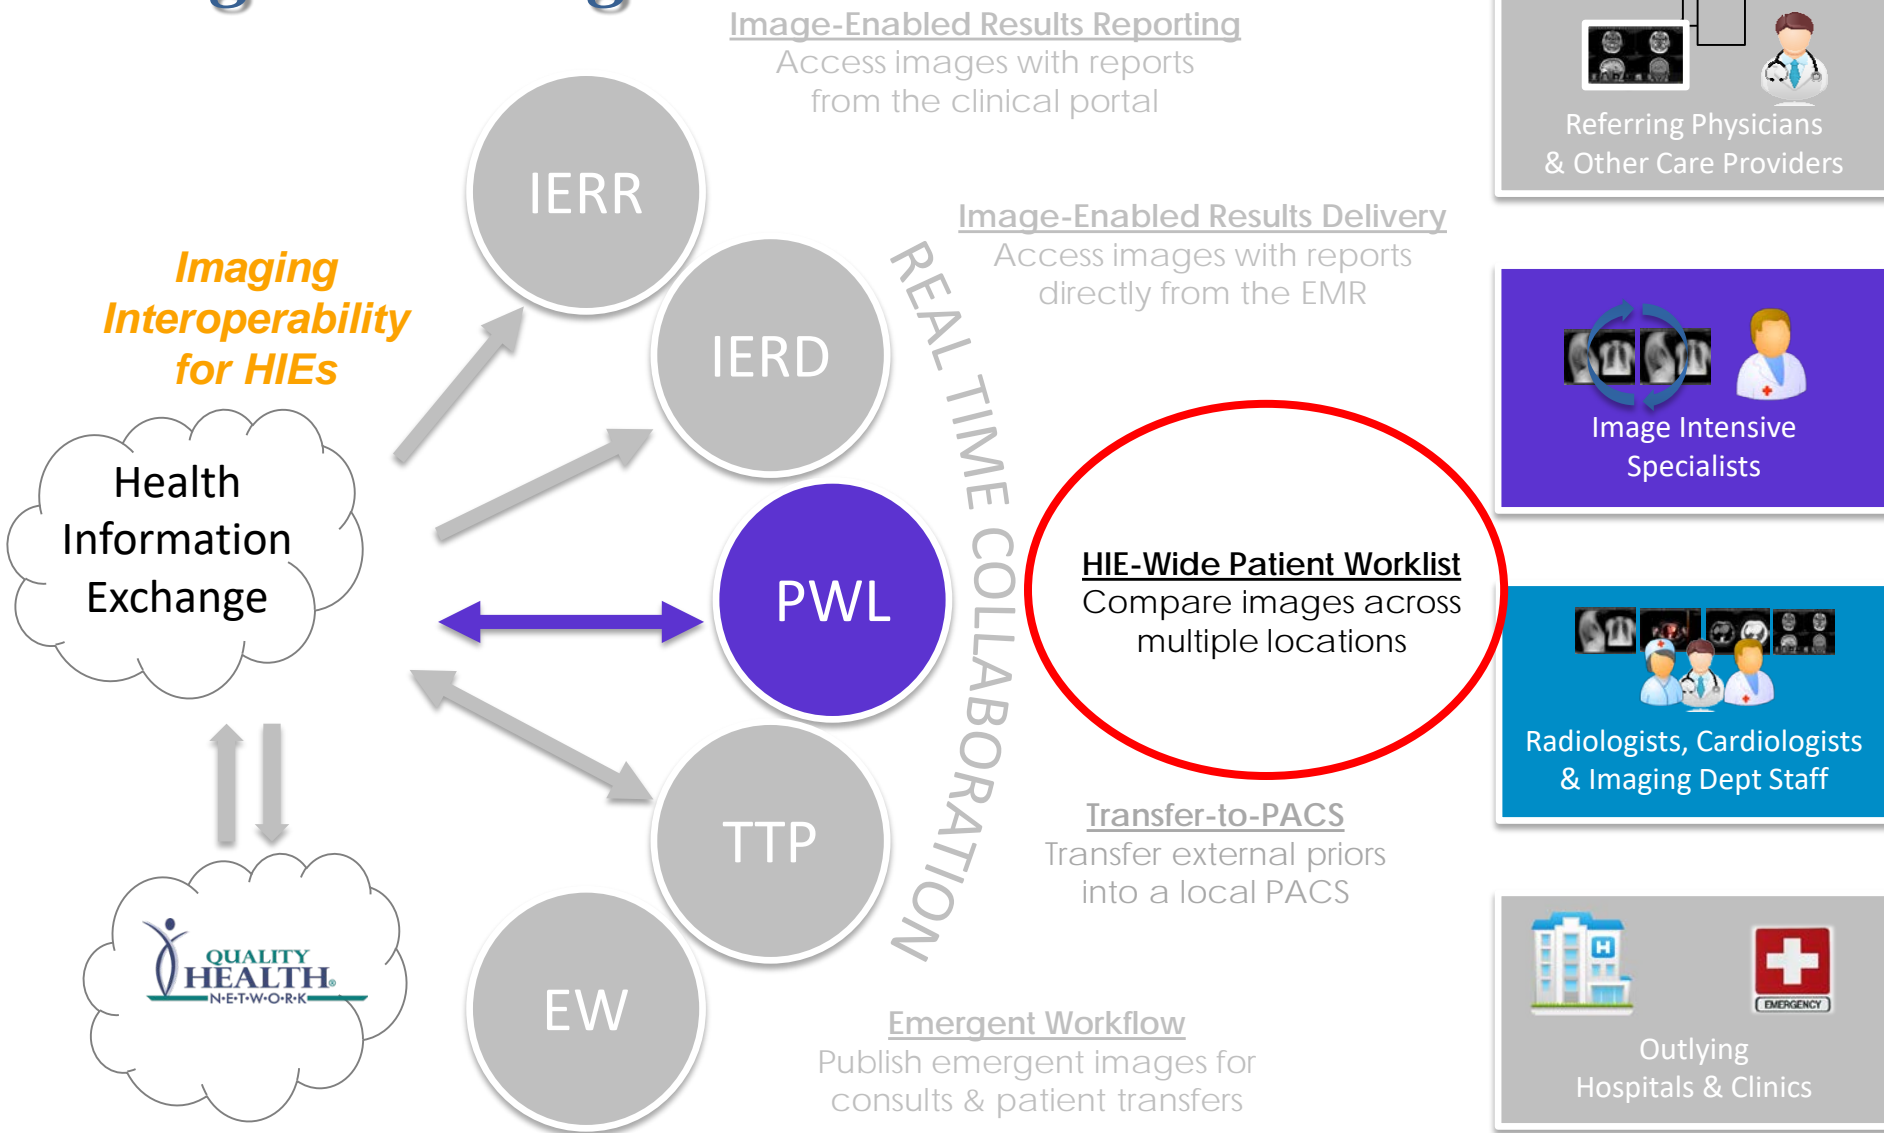 Image-Enabled Results Reporting
Access images with reports
from the clinical portal
Referring Physicians
& Other Care Providers
IERR
Image-Enabled Results Delivery
Access images with reports
directly from the EMR
Imaging
Interoperability
for HIEs
IERD
REAL TIME COLLABORATION
Image Intensive
Specialists
Health
Information
Exchange
PWL
HIE-Wide Patient Worklist
Compare images across
multiple locations
Radiologists, Cardiologists
& Imaging Dept Staff
TTP
Transfer-to-PACS
Transfer external priors
into a local PACS
QUALITY
HEALTH®
N•E•T•W•O•R•K
EW
Emergent Workflow
Publish emergent images for
consults & patient transfers
H
EMERGENCY
Outlying
Hospitals & Clinics